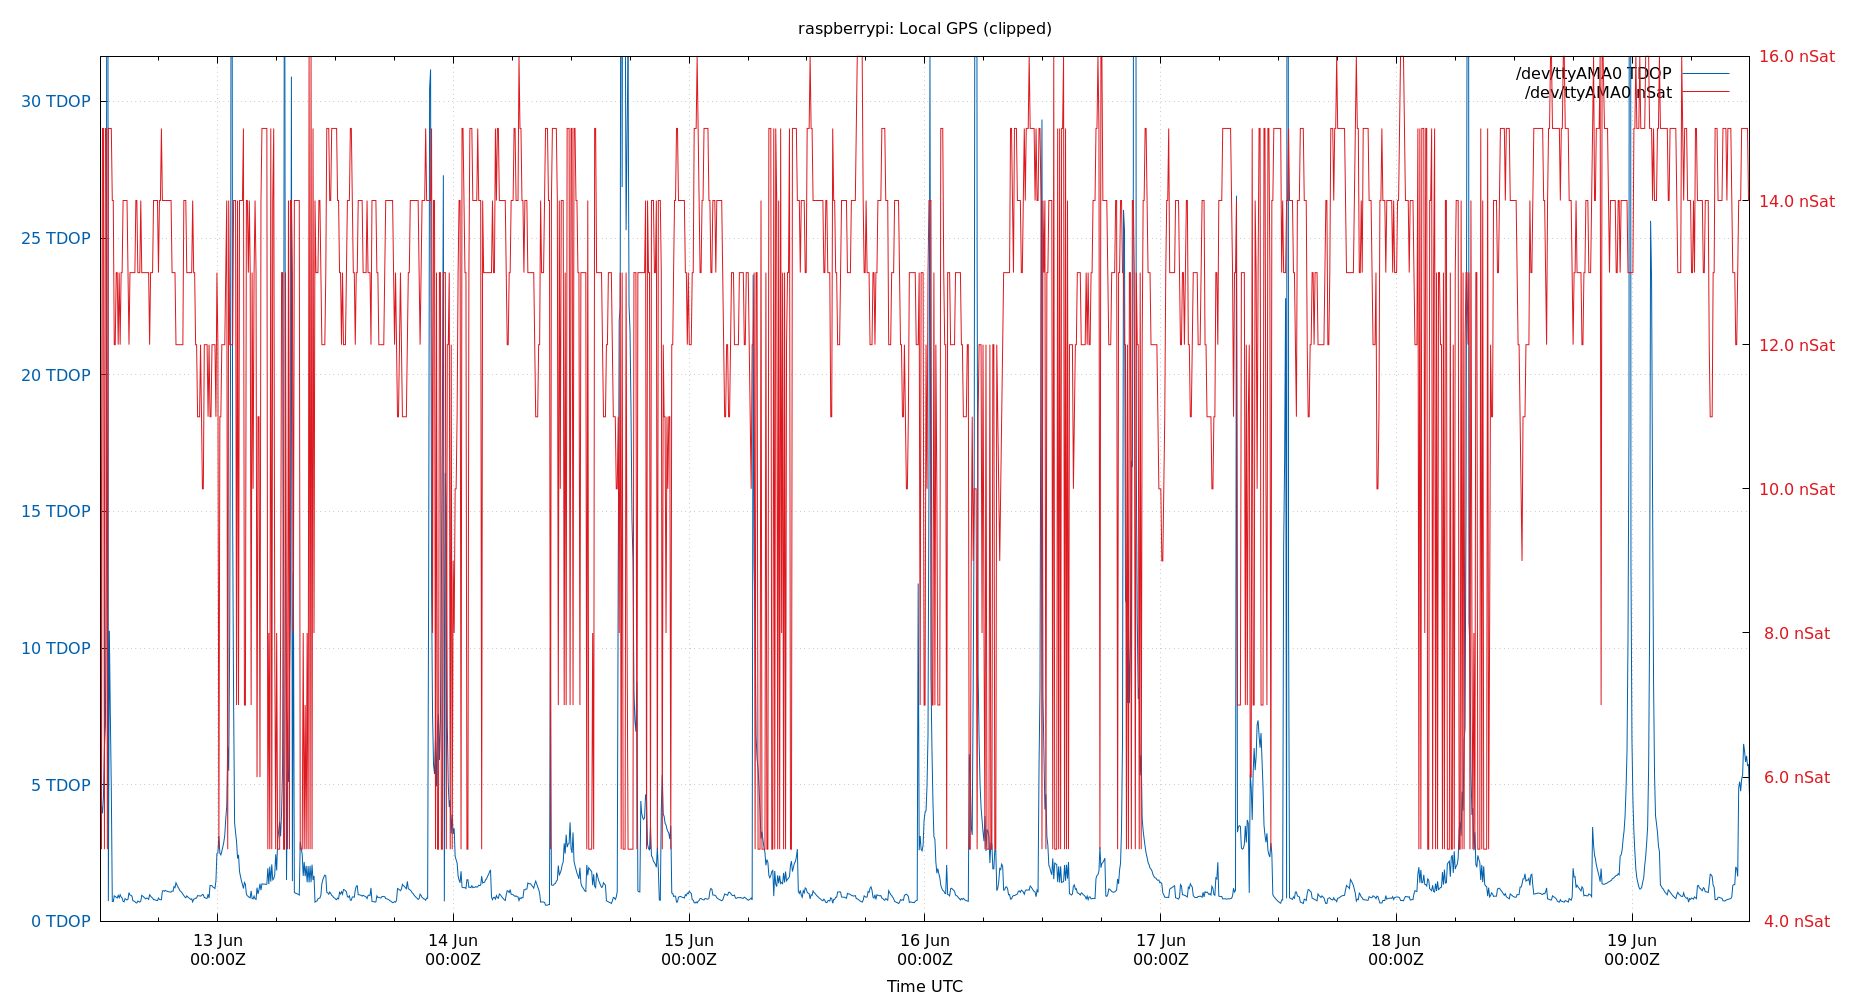 raspberrypi: Local GPS (clipped)
/dev/ttyAMA0 TDOP
/dev/ttyAMA0 nSat
30 TDOP
25 TDOP
20 TDOP
15 TDOP
10 TDOP
5 TDOP
0 TDOP
16.0 nSat
14.0 nSat
12.0 nSat
10.0 nSat
8.0 nSat
6.0 nSat
4.0 nSat
13 Jun
00:00Z
14 Jun
00:00Z
15 Jun
00:00Z
16 Jun
00:00Z
17 Jun
00:00Z
18 Jun
00:00Z
19 Jun
00:00Z
Time UTC